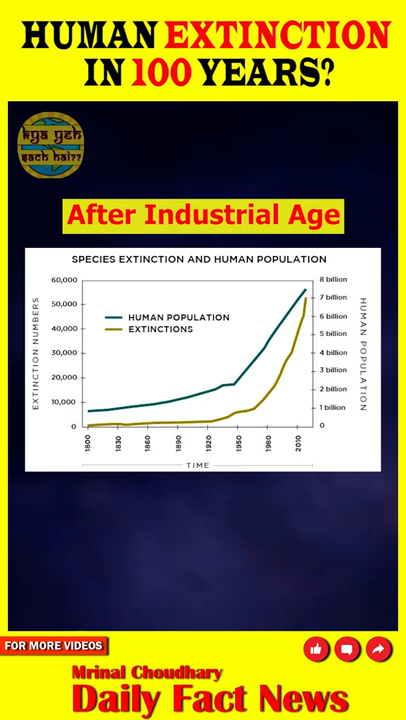 HUMAN EXTINCTION
IN 100 YEARS?
kya yeh
sach hai??
After Industrial Age
SPECIES EXTINCTION AND HUMAN POPULATION
60,000
50,000
40,000
30,000
20,000
10,000
0
EXTINCTION NUMBERS
HUMAN POPULATION
EXTINCTIONS
8 billion
7 billion
6 billion
5 billion
4 billion
3 billion
2 billion
1 billion
0
HUMAN POPULATION
1800
1830
1860
1890
1920
1950
1980
2010
TIME
FOR MORE VIDEOS
Mrinal Choudhary
Daily Fact News